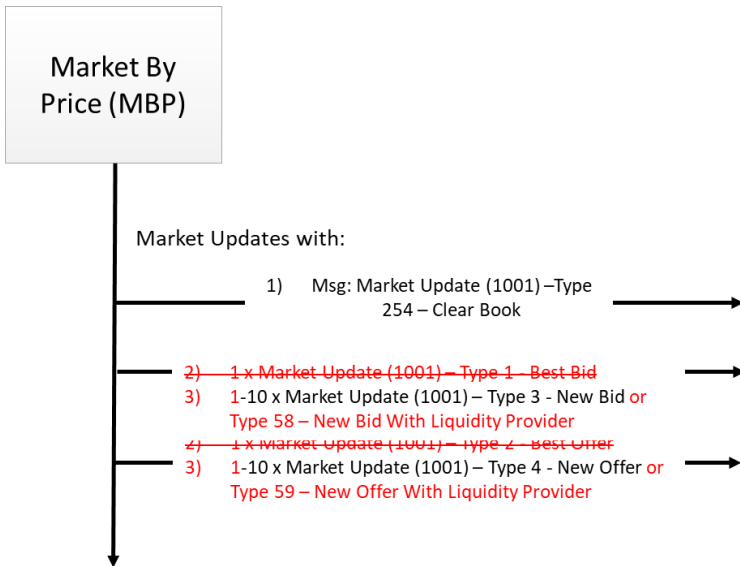 Market By
Price (MBP)
Market Updates with:
1) Msg: Market Update (1001) –Type
254 – Clear Book
2) 1 x Market Update (1001) – Type 1 - Best Bid
3) 1-10 x Market Update (1001) – Type 3 - New Bid or
Type 58 – New Bid With Liquidity Provider
2) 1 x Market Update (1001) – Type 2 - Best Offer
3) 1-10 x Market Update (1001) – Type 4 - New Offer or
Type 59 – New Offer With Liquidity Provider